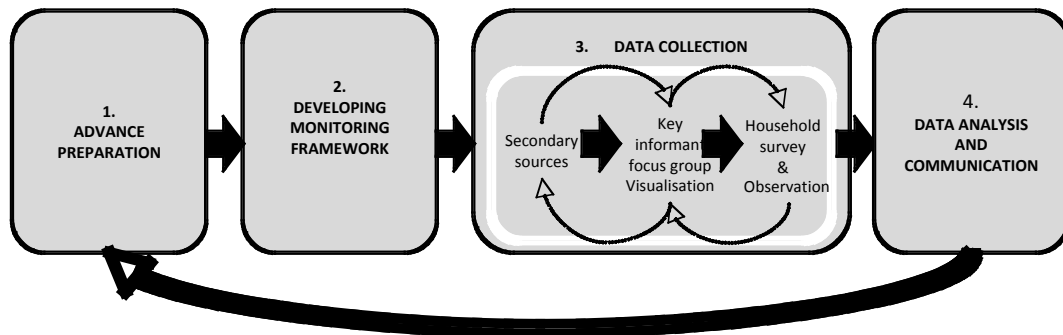 1.
ADVANCE
PREPARATION
2.
DEVELOPING
MONITORING
FRAMEWORK
3. DATA COLLECTION
Secondary
sources
Key
informant
focus group
Visualisation
Household
survey
&
Observation
4.
DATA ANALYSIS
AND
COMMUNICATION